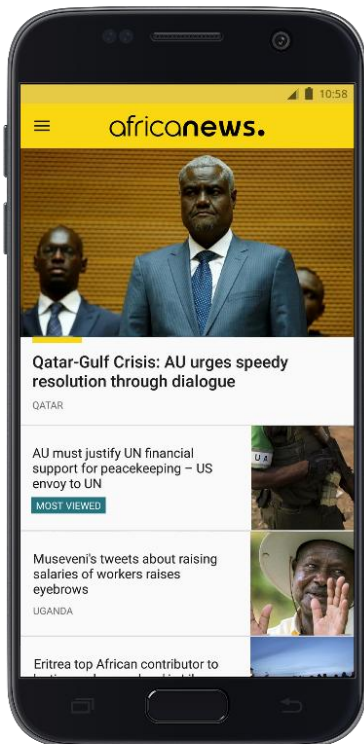 10:58
africanews.
Qatar-Gulf Crisis: AU urges speedy
resolution through dialogue
QATAR
AU must justify UN financial
support for peacekeeping – US
envoy to UN
MOST VIEWED
UA
Museveni's tweets about raising
salaries of workers raises
eyebrows
UGANDA
Eritrea top African contributor to